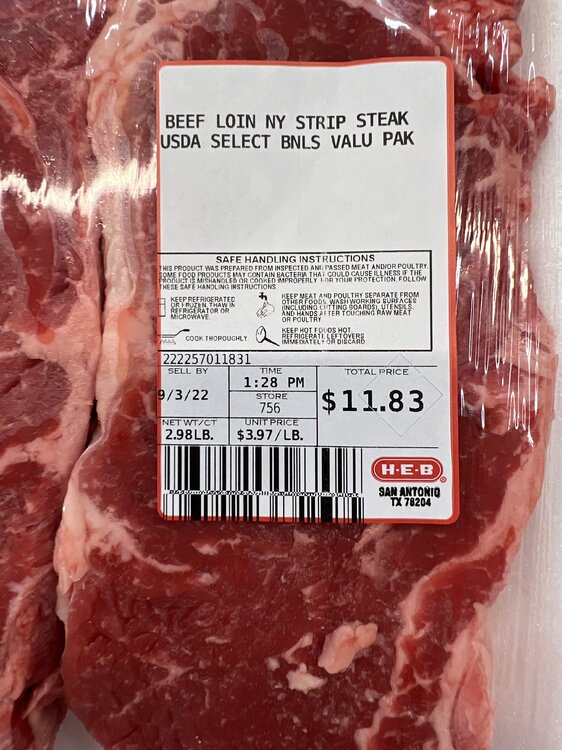 BEEF LOIN NY STRIP STEAK
USDA SELECT BNLS VALU PAK
SAFE HANDLING INSTRUCTIONS
THIS PRODUCT WAS PREPARED FROM INSPECTED AND PASSED MEAT AND/OR POULTRY.
SOME FOOD PRODUCTS MAY CONTAIN BACTERIA THAT COULD CAUSE ILLNESS IF THE
PRODUCT IS MISHANDLED OR COOKED IMPROPERLY. FOR YOUR PROTECTION, FOLLOW
THESE SAFE HANDLING INSTRUCTIONS.
KEEP REFRIGERATED
OR FROZEN. THAW IN
REFRIGERATOR OR
MICROWAVE.
KEEP MEAT AND POULTRY SEPARATE FROM
OTHER FOODS. WASH WORKING SURFACES
(INCLUDING CUTTING BOARDS), UTENSILS,
AND HANDS AFTER TOUCHING RAW MEAT
OR POULTRY.
COOK THOROUGHLY.
KEEP HOT FOODS HOT.
REFRIGERATE LEFTOVERS
IMMEDIATELY OR DISCARD.
222257011831
SELL BY
9/3/22
TIME
1:28 PM
STORE
756
TOTAL PRICE
$11.83
NET WT/CT
2.98LB.
UNIT PRICE
$3.97/LB.
H-E-B
SAN ANTONIO
TX 78204